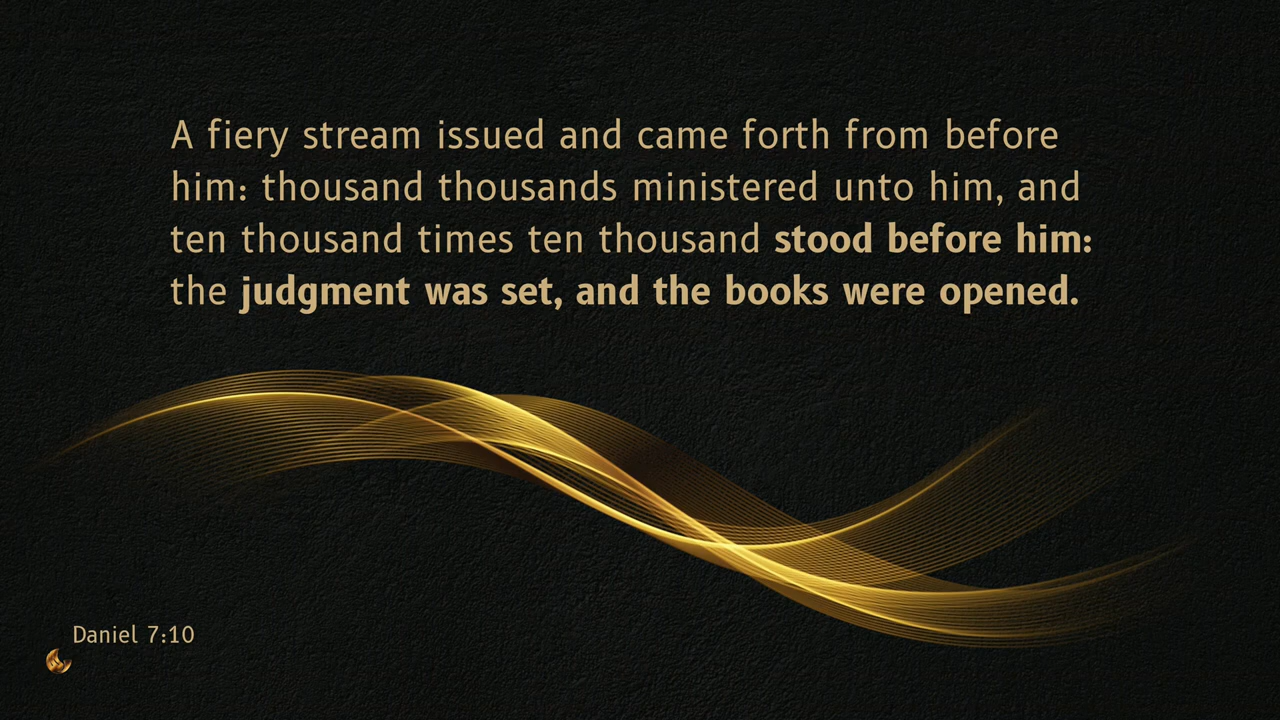 A fiery stream issued and came forth from before
him: thousand thousands ministered unto him, and
ten thousand times ten thousand stood before him:
the judgment was set, and the books were opened.
Daniel 7:10